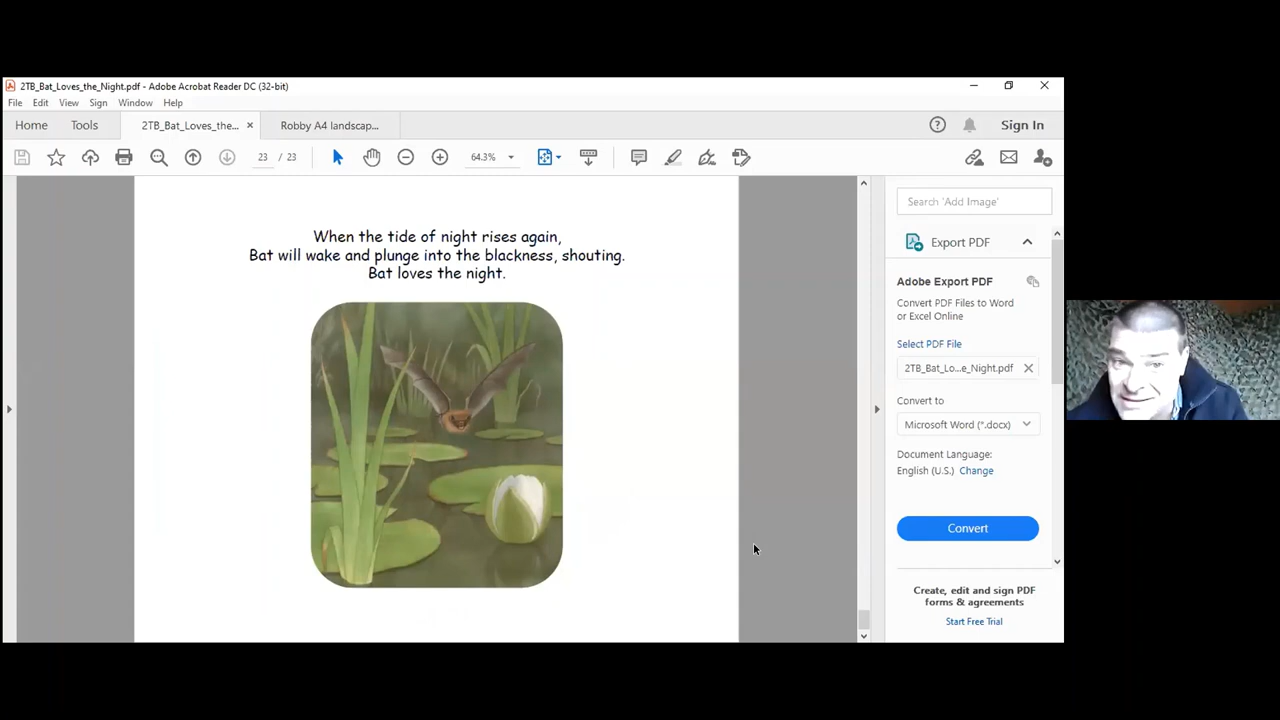 2TB_Bat_Loves_the_Night.pdf - Adobe Acrobat Reader DC (32-bit)
File Edit View Sign Window Help
Home Tools 2TB_Bat_Loves_the... × Robby A4 landscap... Sign In
23 / 23 64.3%
When the tide of night rises again,
Bat will wake and plunge into the blackness, shouting.
Bat loves the night.
Search 'Add Image'
Export PDF
Adobe Export PDF
Convert PDF Files to Word
or Excel Online
Select PDF File
2TB_Bat_Lo...e_Night.pdf
Convert to
Microsoft Word (*.docx)
Document Language:
English (U.S.) Change
Convert
Create, edit and sign PDF
forms & agreements
Start Free Trial